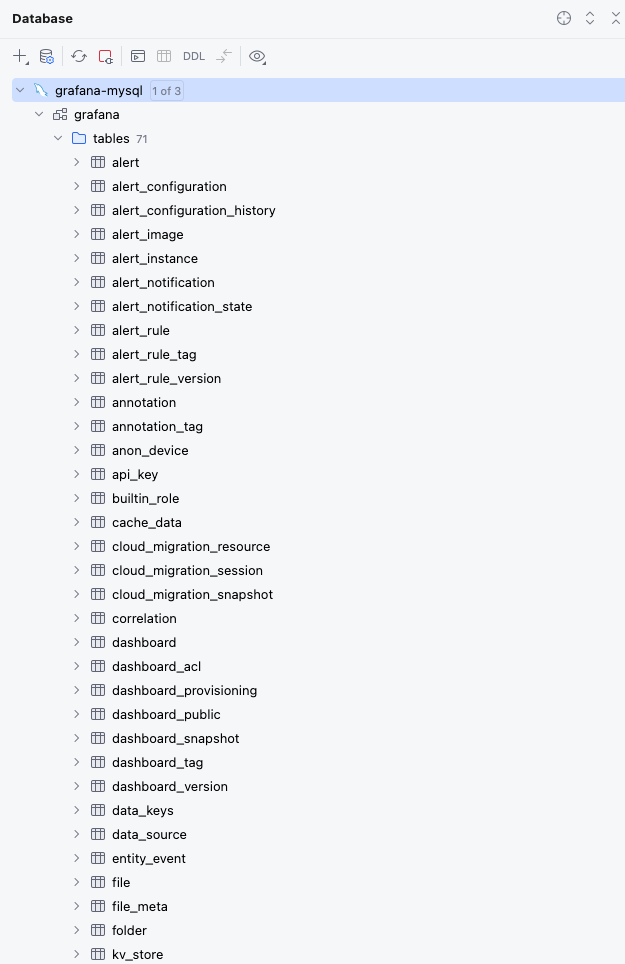 Database
DDL
grafana-mysql 1 of 3
grafana
tables 71
alert
alert_configuration
alert_configuration_history
alert_image
alert_instance
alert_notification
alert_notification_state
alert_rule
alert_rule_tag
alert_rule_version
annotation
annotation_tag
anon_device
api_key
builtin_role
cache_data
cloud_migration_resource
cloud_migration_session
cloud_migration_snapshot
correlation
dashboard
dashboard_acl
dashboard_provisioning
dashboard_public
dashboard_snapshot
dashboard_tag
dashboard_version
data_keys
data_source
entity_event
file
file_meta
folder
kv_store